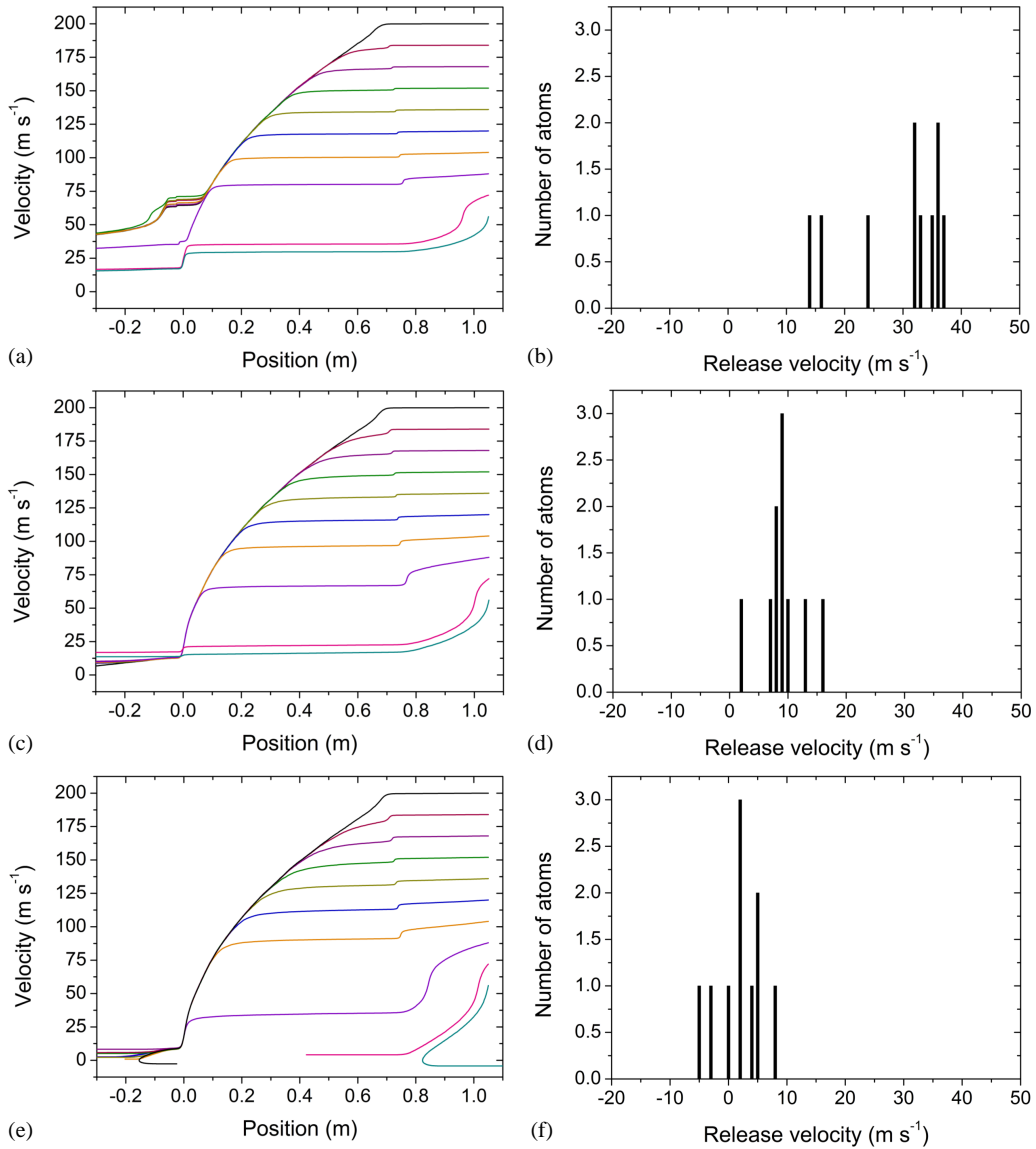 200
175
150
125
100
75
50
25
0
Velocity (m s-1)
-0.2 0.0 0.2 0.4 0.6 0.8 1.0
Position (m)
(a)
3.0
2.5
2.0
1.5
1.0
0.5
0.0
Number of atoms
-20 -10 0 10 20 30 40 50
Release velocity (m s-1)
(b)
200
175
150
125
100
75
50
25
0
Velocity (m s-1)
-0.2 0.0 0.2 0.4 0.6 0.8 1.0
Position (m)
(c)
3.0
2.5
2.0
1.5
1.0
0.5
0.0
Number of atoms
-20 -10 0 10 20 30 40 50
Release velocity (m s-1)
(d)
200
175
150
125
100
75
50
25
0
Velocity (m s-1)
-0.2 0.0 0.2 0.4 0.6 0.8 1.0
Position (m)
(e)
3.0
2.5
2.0
1.5
1.0
0.5
0.0
Number of atoms
-20 -10 0 10 20 30 40 50
Release velocity (m s-1)
(f)